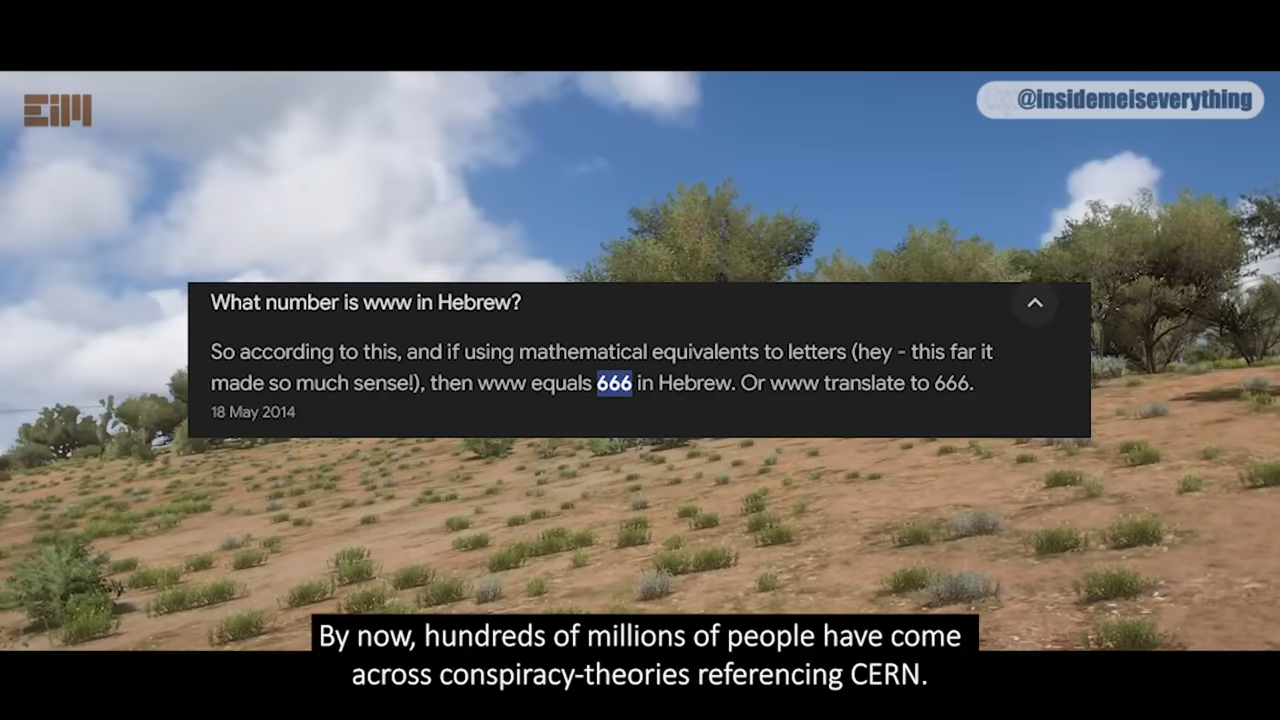 EiM
@insidemeiseverything
What number is www in Hebrew?
So according to this, and if using mathematical equivalents to letters (hey - this far it
made so much sense!), then www equals 666 in Hebrew. Or www translate to 666.
18 May 2014
By now, hundreds of millions of people have come
across conspiracy-theories referencing CERN.